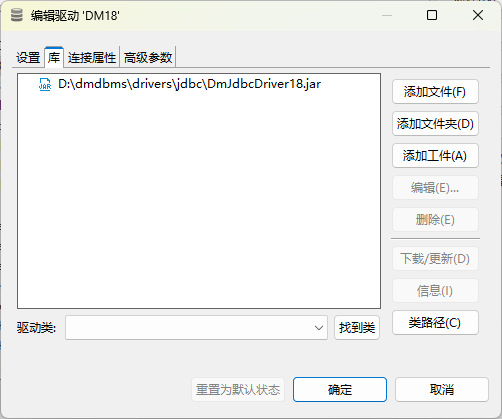 编辑驱动 'DM18'
设置 库 连接属性 高级参数
JAR D:\dmdbms\drivers\jdbc\DmJdbcDriver18.jar
添加文件(F)
添加文件夹(D)
添加工件(A)
编辑(E)...
删除(E)
下载/更新(D)
信息(I)
类路径(C)
驱动类: 找到类
重置为默认状态 确定 取消